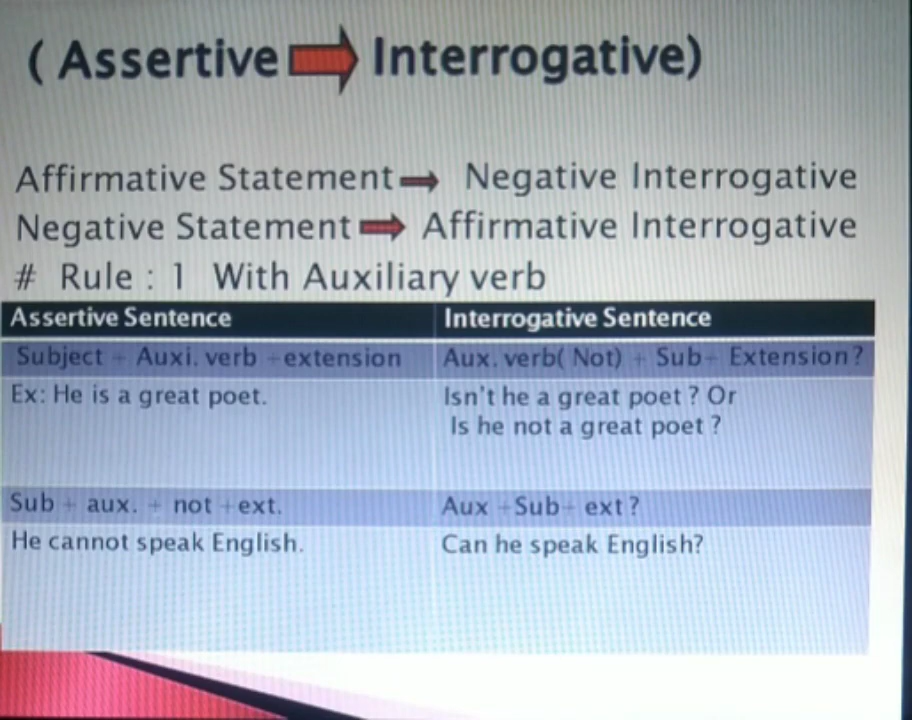 ( Assertive ➡ Interrogative)
Affirmative Statement ➡ Negative Interrogative
Negative Statement ➡ Affirmative Interrogative
# Rule : 1 With Auxiliary verb
Assertive Sentence Interrogative Sentence
Subject + Auxi. verb +extension Aux. verb( Not) + Sub+ Extension?
Ex: He is a great poet. Isn't he a great poet ? Or
Is he not a great poet ?
Sub + aux. + not +ext. Aux +Sub+ ext ?
He cannot speak English. Can he speak English?